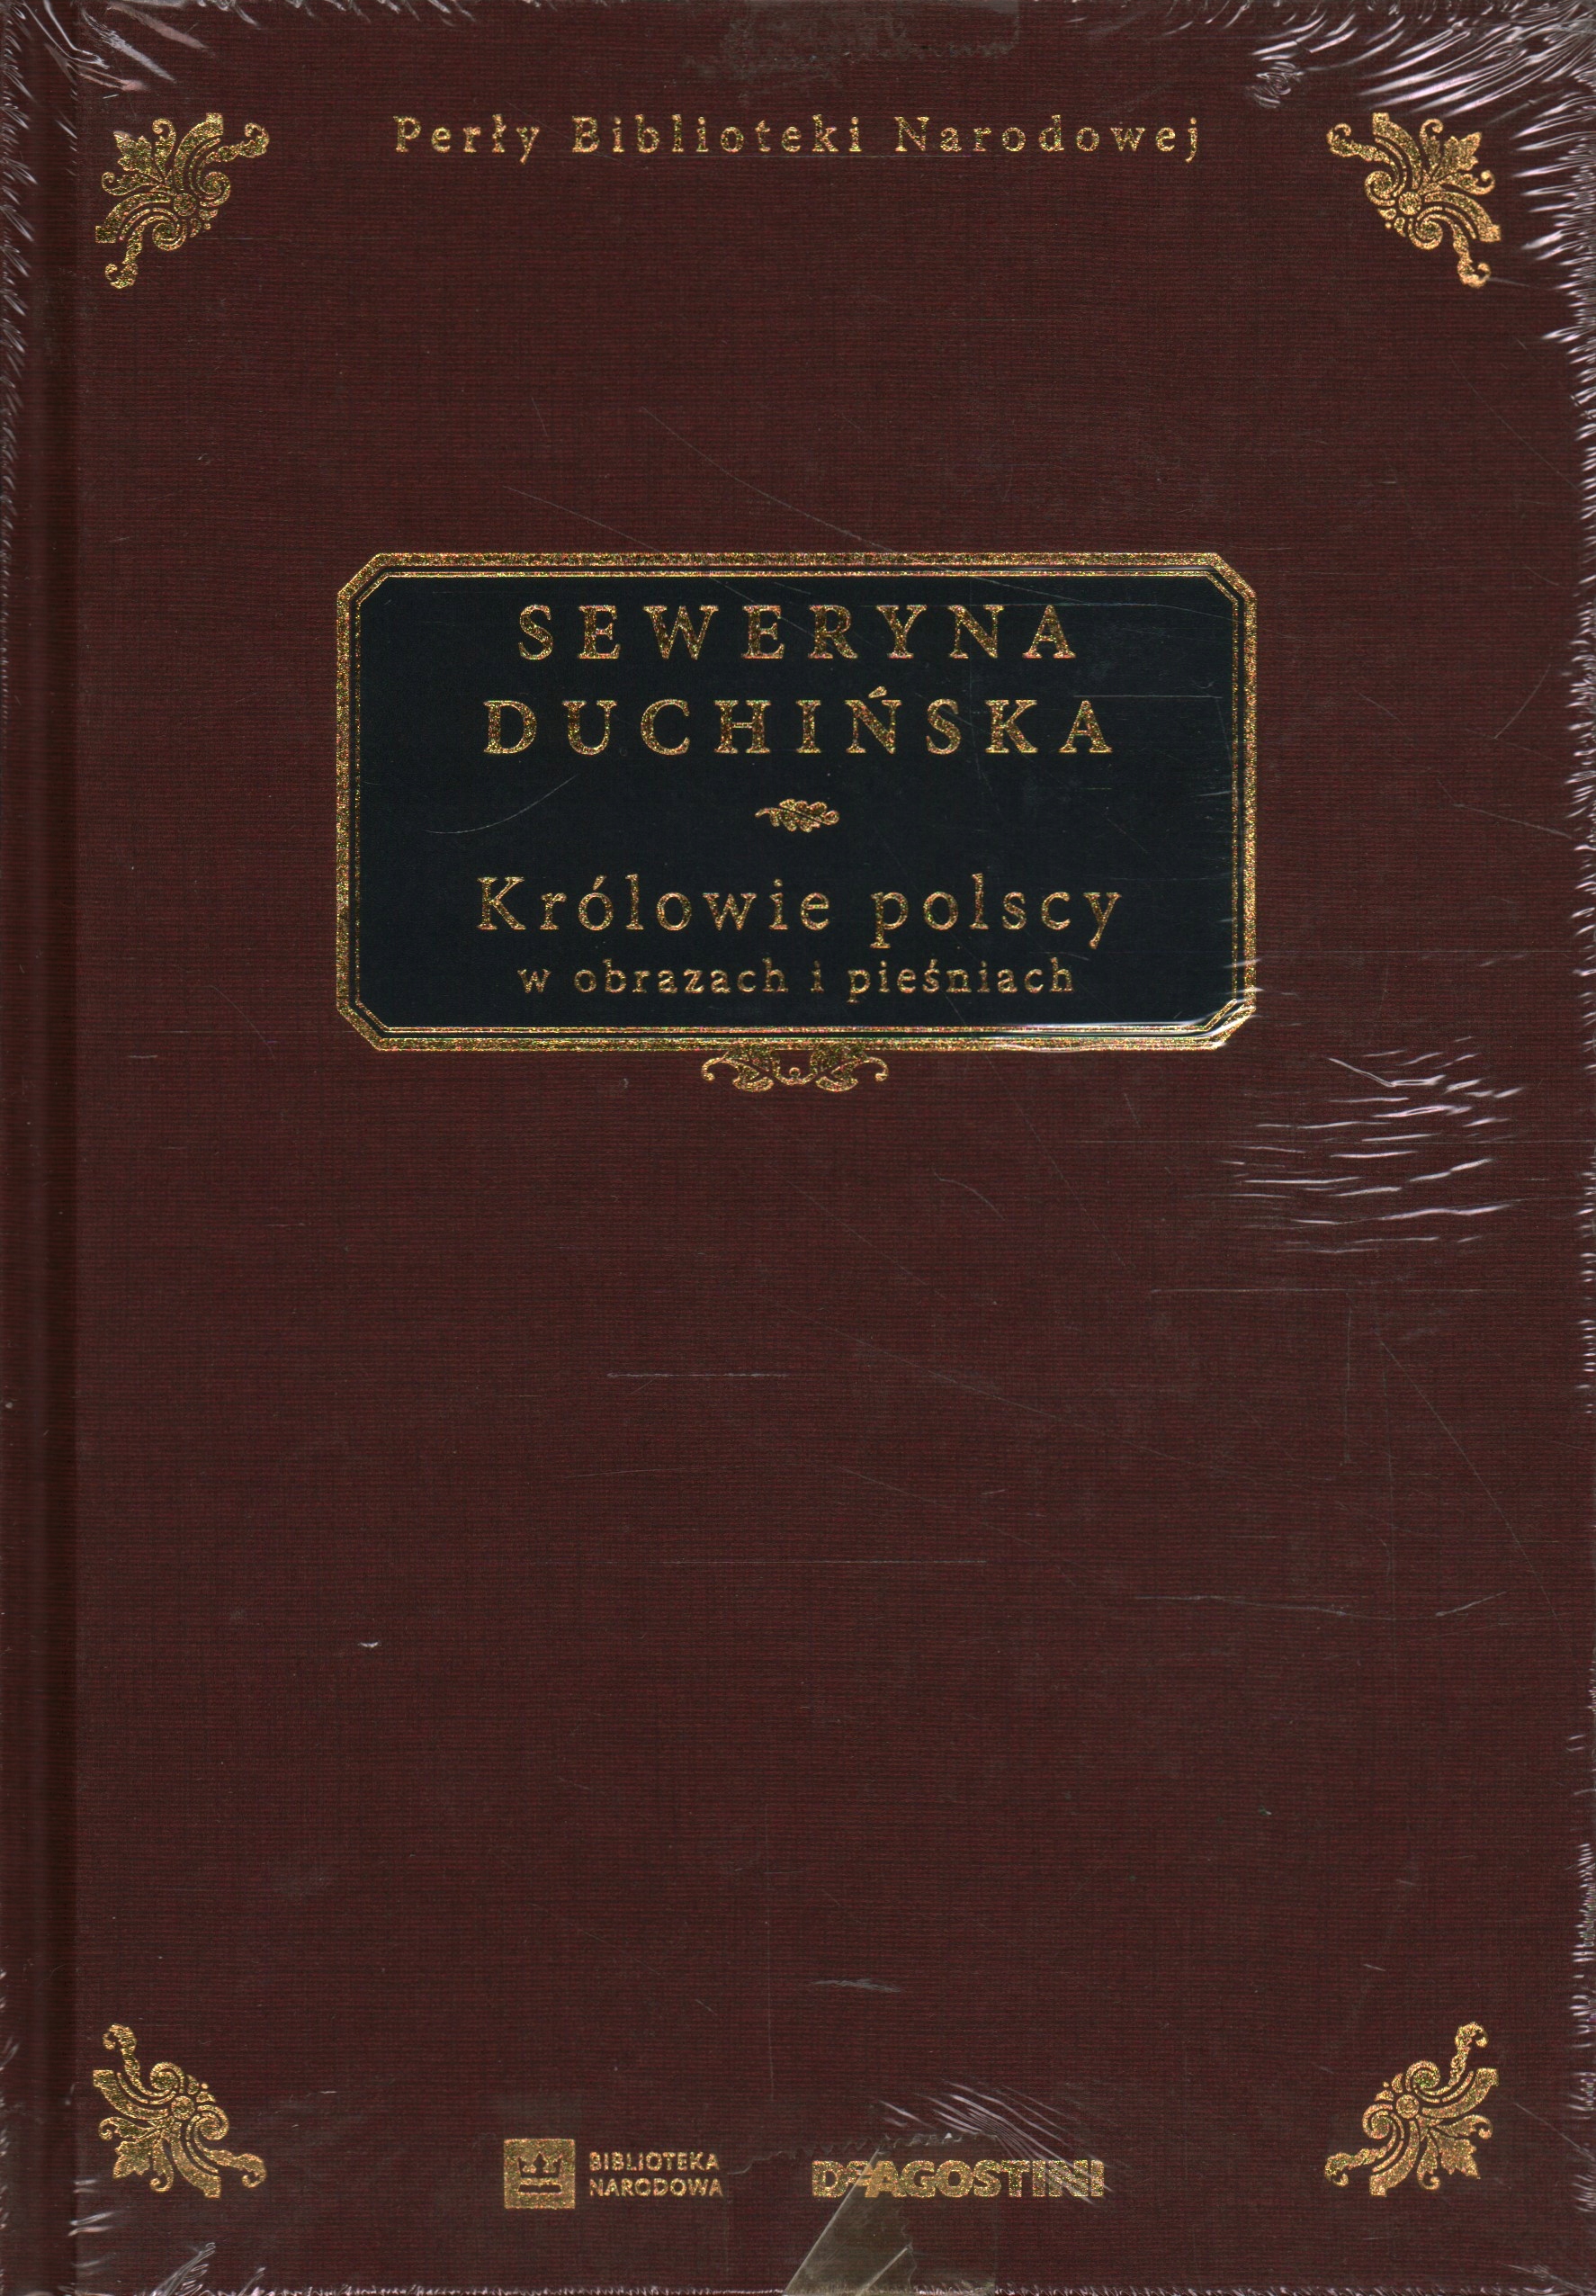 Perły Biblioteki Narodowej
SEWERYNA
DUCHIŃSKA
Królowie polscy
w obrazach i pieśniach
BIBLIOTEKA
NARODOWA
DeAGOSTINI